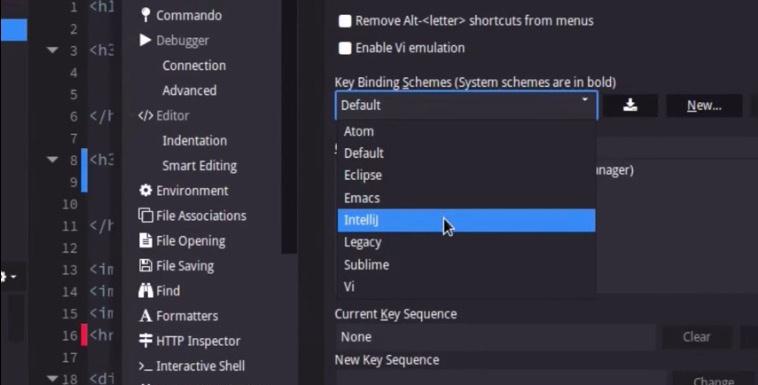 1 <h1
2
3 <h3
4
5
6 </h
7
8 <h3
9
10
11 </h
12
13 <im
14 <im
15 <im
16 <hr
17
18 <di
Commando
Debugger
Connection
Advanced
</> Editor
Indentation
Smart Editing
Environment
File Associations
File Opening
File Saving
Find
Formatters
HTTP Inspector
>_ Interactive Shell
Remove Alt-<letter> shortcuts from menus
Enable Vi emulation
Key Binding Schemes (System schemes are in bold)
Default
New...
Atom
Default
Eclipse
Emacs
IntelliJ
Legacy
Sublime
Vi
nager)
Current Key Sequence
None
Clear
New Key Sequence
Change